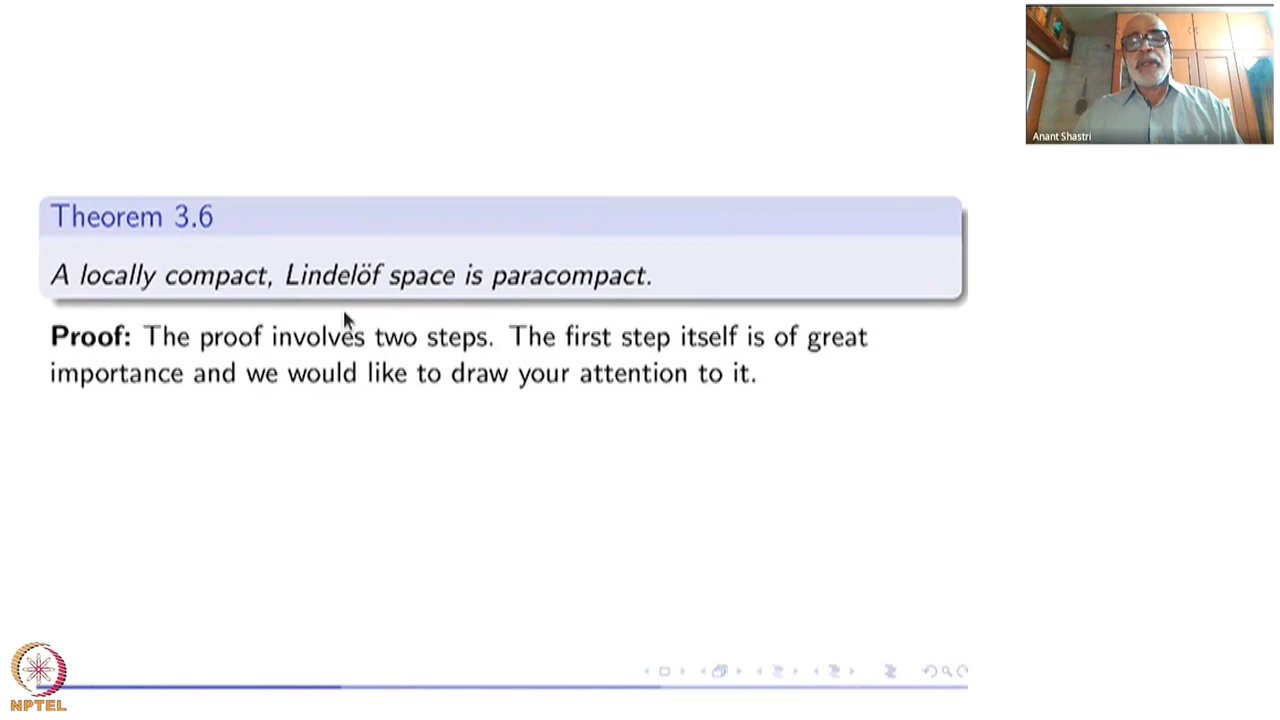 Anant Shastri
Theorem 3.6
A locally compact, Lindelöf space is paracompact.
Proof: The proof involves two steps. The first step itself is of great
importance and we would like to draw your attention to it.
NPTEL